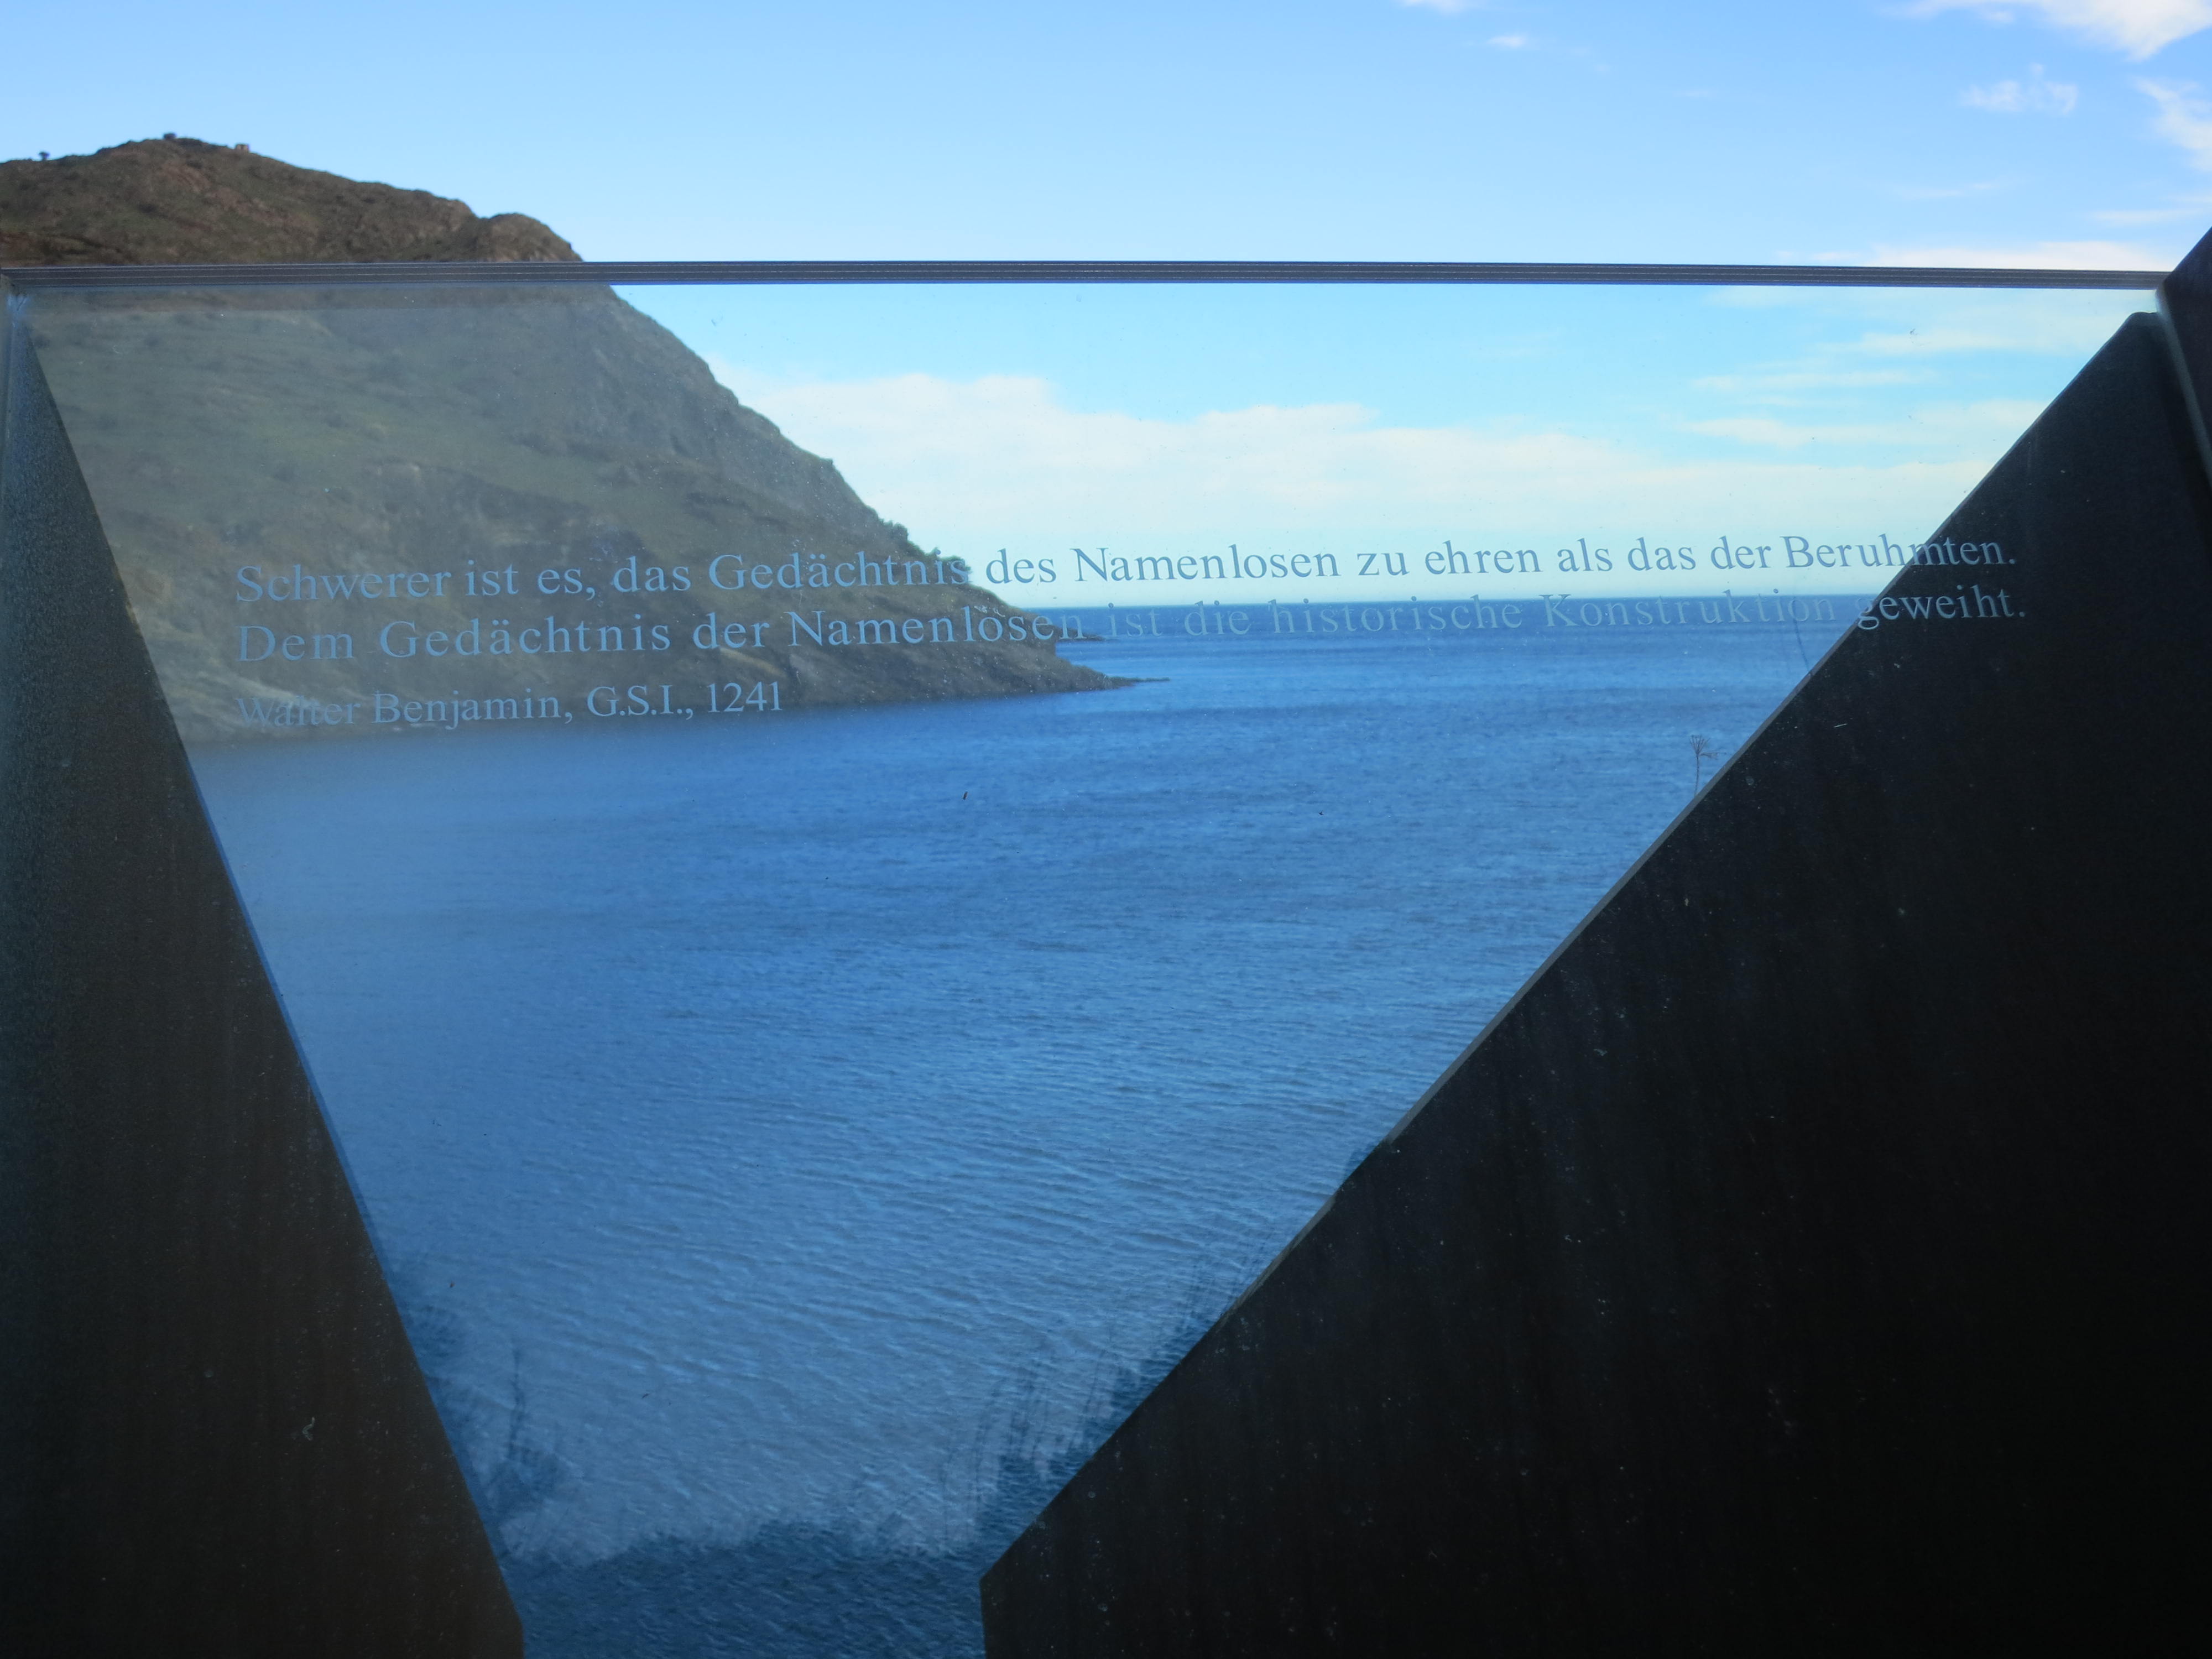 Schwerer ist es, das Gedächtnis des Namenlosen zu ehren als das der Beruhmten.
Dem Gedächtnis der Namenlosen ist die historische Konstruktion geweiht.
Walter Benjamin, G.S.I., 1241